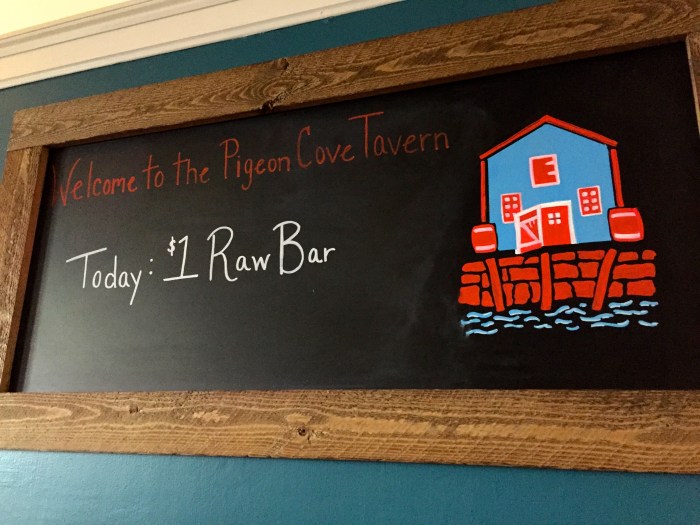 Welcome to the Pigeon Cove Tavern
Today: $1 Raw Bar